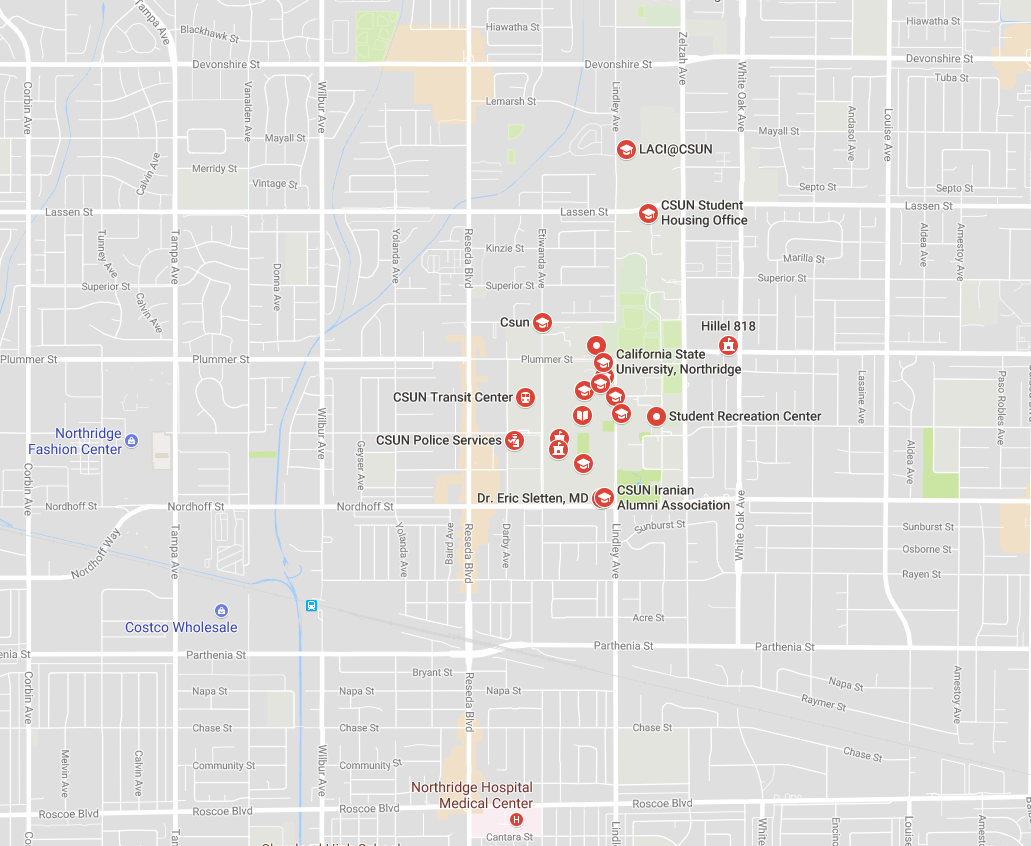 Tampa Ave
Blackhawk St
Hiawatha St
Hiawatha St
Zelzah Ave
Devonshire St
Devonshire St
Devonshire St
White Oak Ave
Tuba St
Corbin Ave
Vanalden Ave
Wilbur Ave
Lemarsh St
Lindley Ave
Andasol Ave
Louise Ave
Mayall St
Mayall St
LACI@CSUN
Calvin Ave
Merridy St
Vintage St
Septo St
Septo St
CSUN Student
Housing Office
Lassen St
Lassen St
Lassen St
Tunney Ave
Tampa Ave
Yolanda Ave
Reseda Blvd
Etiwanda Ave
Kinzie St
Aldea Ave
Amestoy Ave
Marilla St
Donna Ave
Superior St
Superior St
Superior St
Calvin Ave
Csun
Hillel 818
Plummer St
Plummer St
Plummer St
California State
University, Northridge
Lasaine Ave
Paso Robles Ave
CSUN Transit Center
Student Recreation Center
Northridge
Fashion Center
Wilbur Ave
CSUN Police Services
Geyser Ave
Aldea Ave
Corbin Ave
Dr. Eric Sletten, MD
CSUN Iranian
Alumni Association
White Oak Ave
Nordhoff St
Nordhoff St
Nordhoff St
Nordhoff Way
Tampa Ave
Yolanda Ave
Baird Ave
Reseda Blvd
Darby Ave
Lindley Ave
Sunburst St
Sunburst St
Osborne St
Rayen St
Costco Wholesale
Acre St
enia St
Parthenia St
Parthenia St
Parthenia St
Bryant St
Corbin Ave
Napa St
Napa St
Reseda Blvd
Napa St
Napa St
Raymer St
Amestoy Ave
Chase St
Chase St
Chase St
Chase St
Melvin Ave
Calvin Ave
Community St
Wilbur Ave
Community St
Northridge Hospital
Medical Center
Roscoe Blvd
Roscoe Blvd
Roscoe Blvd
Roscoe Blvd
Cantara St